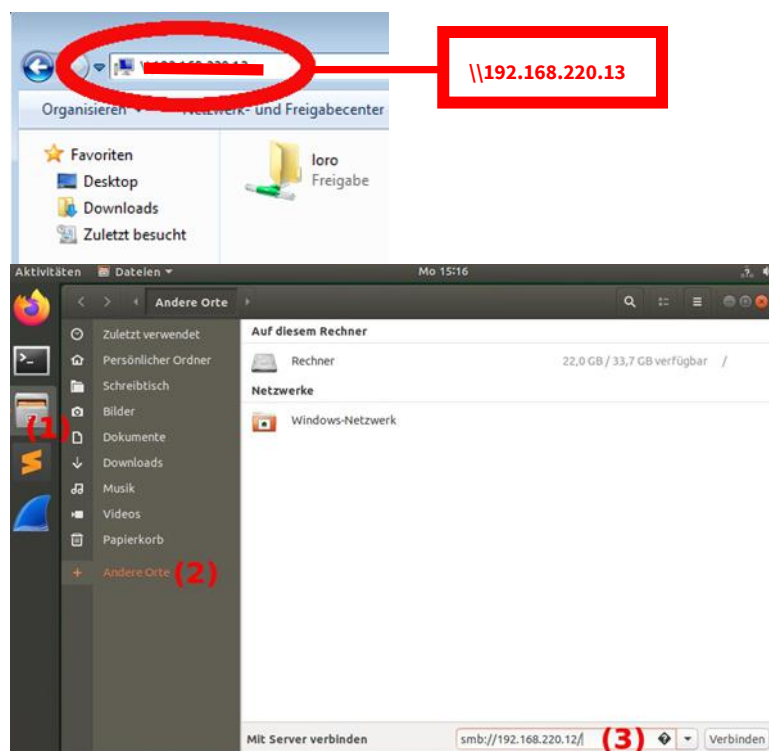 \\192.168.220.13
Organisieren
Netzwerk- und Freigabecenter
Favoriten
Desktop
Downloads
Zuletzt besucht
loro
Freigabe
Aktivitäten
Dateien
Mo 15:16
Andere Orte
Zuletzt verwendet
Persönlicher Ordner
Schreibtisch
Bilder
Dokumente
Downloads
Musik
Videos
Papierkorb
Andere Orte
(1)
(2)
Auf diesem Rechner
Rechner
22,0 GB / 33,7 GB verfügbar /
Netzwerke
Windows-Netzwerk
Mit Server verbinden
smb://192.168.220.12/
(3)
Verbinden